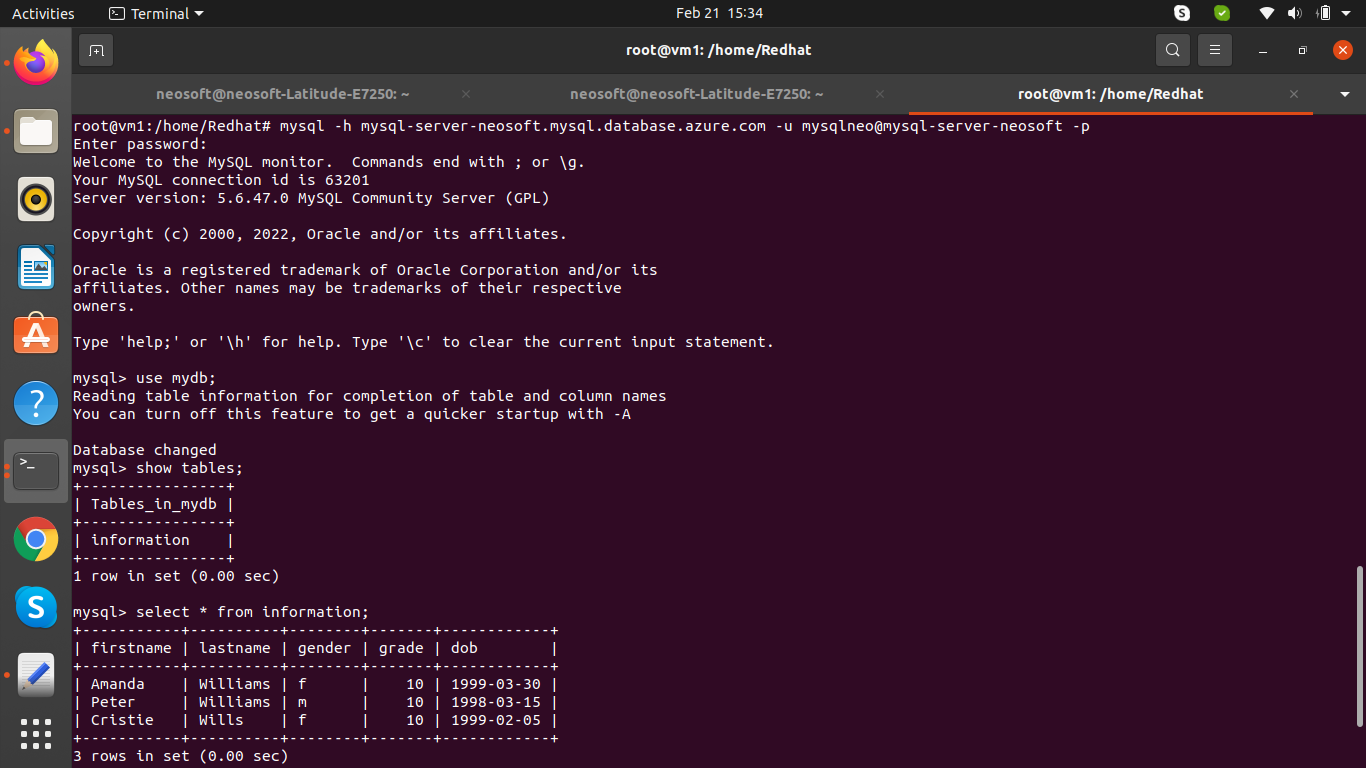 Activities Terminal Feb 21 15:34
root@vm1: /home/Redhat
neosoft@neosoft-Latitude-E7250: ~ neosoft@neosoft-Latitude-E7250: ~ root@vm1: /home/Redhat
root@vm1:/home/Redhat# mysql -h mysql-server-neosoft.mysql.database.azure.com -u mysqlneo@mysql-server-neosoft -p
Enter password:
Welcome to the MySQL monitor.  Commands end with ; or \g.
Your MySQL connection id is 63201
Server version: 5.6.47.0 MySQL Community Server (GPL)

Copyright (c) 2000, 2022, Oracle and/or its affiliates.

Oracle is a registered trademark of Oracle Corporation and/or its
affiliates. Other names may be trademarks of their respective
owners.

Type 'help;' or '\h' for help. Type '\c' to clear the current input statement.

mysql> use mydb;
Reading table information for completion of table and column names
You can turn off this feature to get a quicker startup with -A

Database changed
mysql> show tables;
+----------------+
| Tables_in_mydb |
+----------------+
| information    |
+----------------+
1 row in set (0.00 sec)

mysql> select * from information;
+-----------+----------+--------+-------+------------+
| firstname | lastname | gender | grade | dob        |
+-----------+----------+--------+-------+------------+
| Amanda    | Williams | f      |    10 | 1999-03-30 |
| Peter     | Williams | m      |    10 | 1998-03-15 |
| Cristie   | Wills    | f      |    10 | 1999-02-05 |
+-----------+----------+--------+-------+------------+
3 rows in set (0.00 sec)